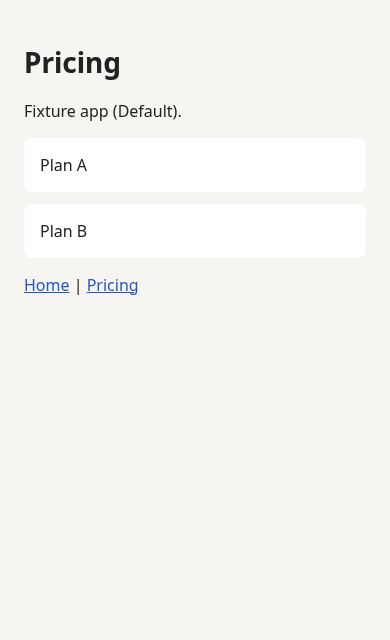 Pricing
Fixture app (Default).
Plan A
Plan B
Home | Pricing